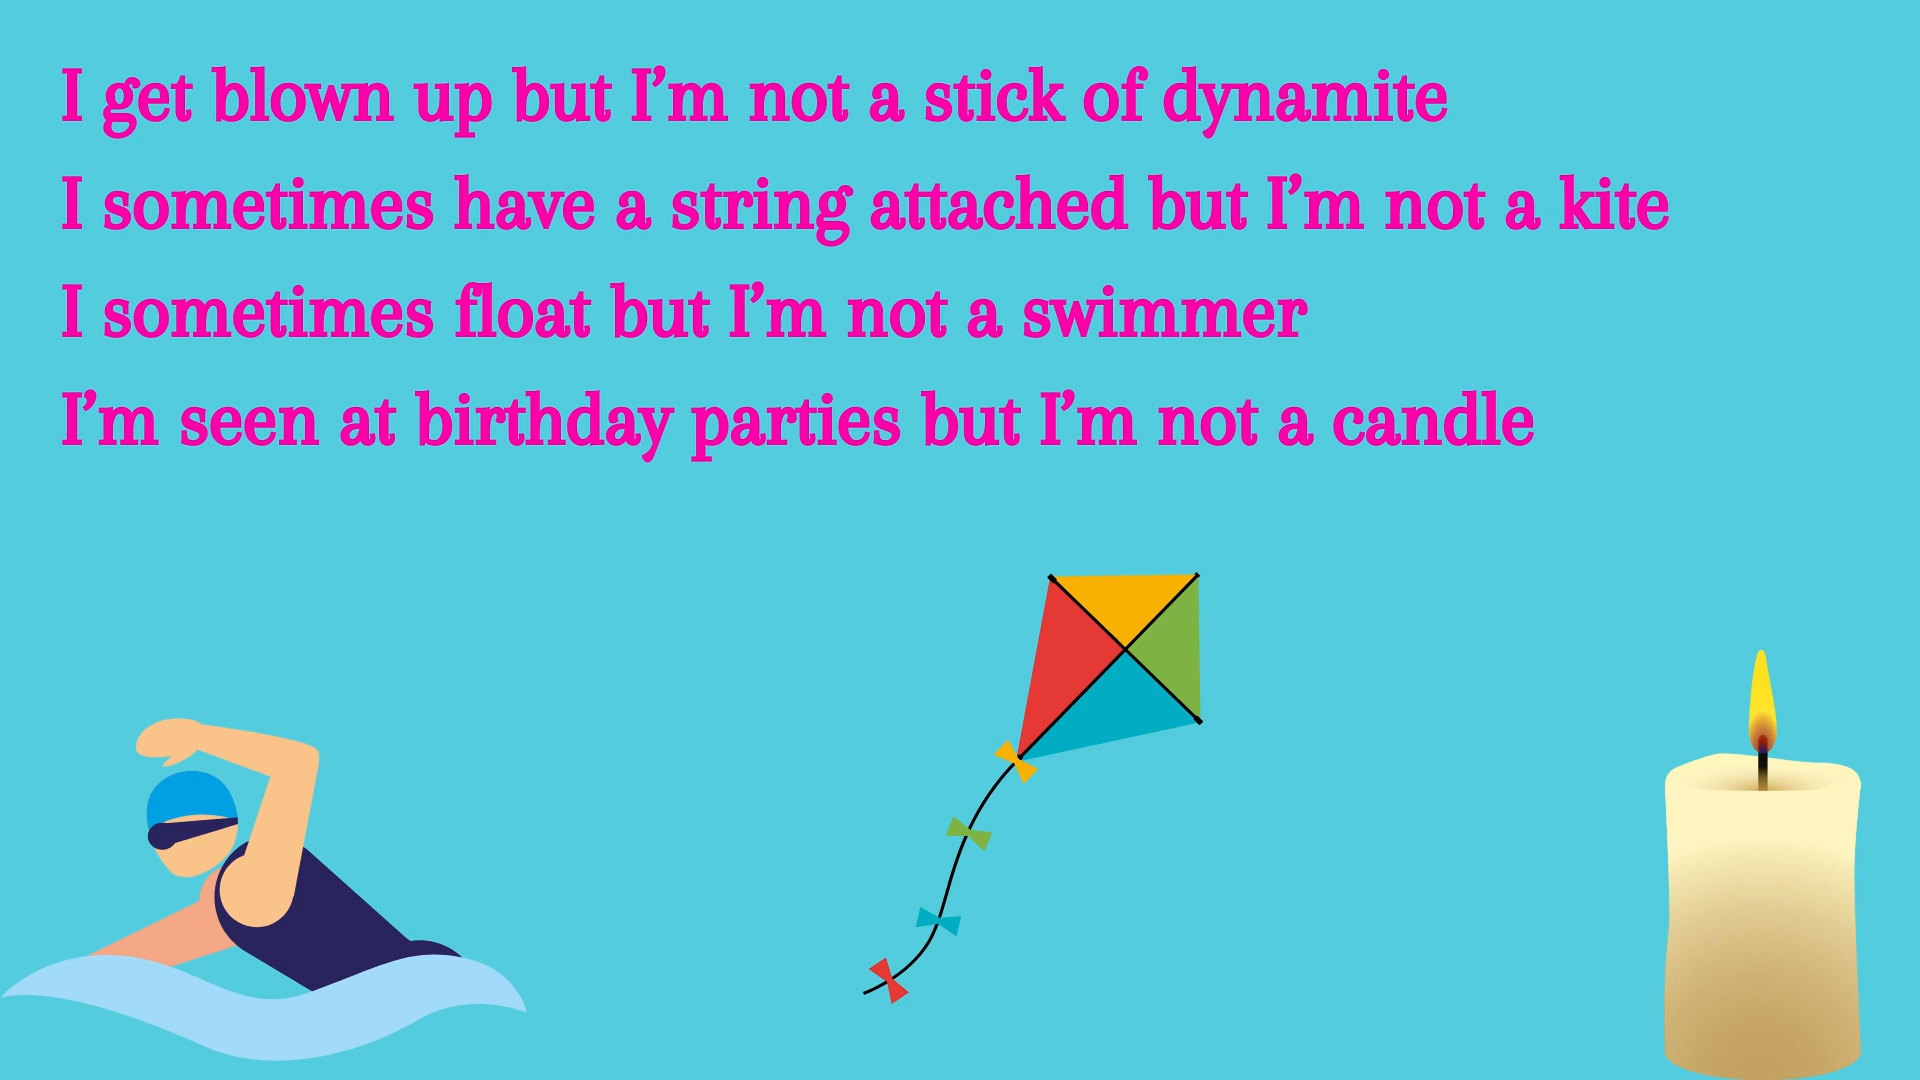 I get blown up but I’m not a stick of dynamite
I sometimes have a string attached but I’m not a kite
I sometimes float but I’m not a swimmer
I’m seen at birthday parties but I’m not a candle